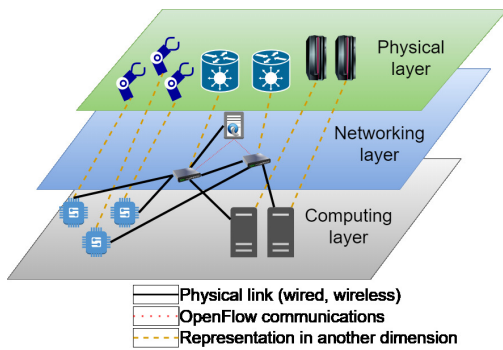 Physical
layer
Networking
layer
Computing
layer
Physical link (wired, wireless)
OpenFlow communications
Representation in another dimension